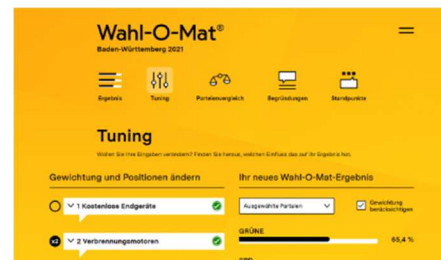 Wahl-O-Mat®
Baden-Württemberg 2021
Ergebnis Tuning Parteienvergleich Begründungen Standpunkte
Tuning
Wollen Sie Ihre Eingaben verändern? Finden Sie heraus, welchen Einfluss das auf Ihr Ergebnis hat.
Gewichtung und Positionen ändern
Ihr neues Wahl-O-Mat-Ergebnis
1 Kostenlose Endgeräte
Ausgewählte Parteien
Gewichtung
berücksichtigen
x2 2 Verbrennungsmotoren
GRÜNE
65,4 %